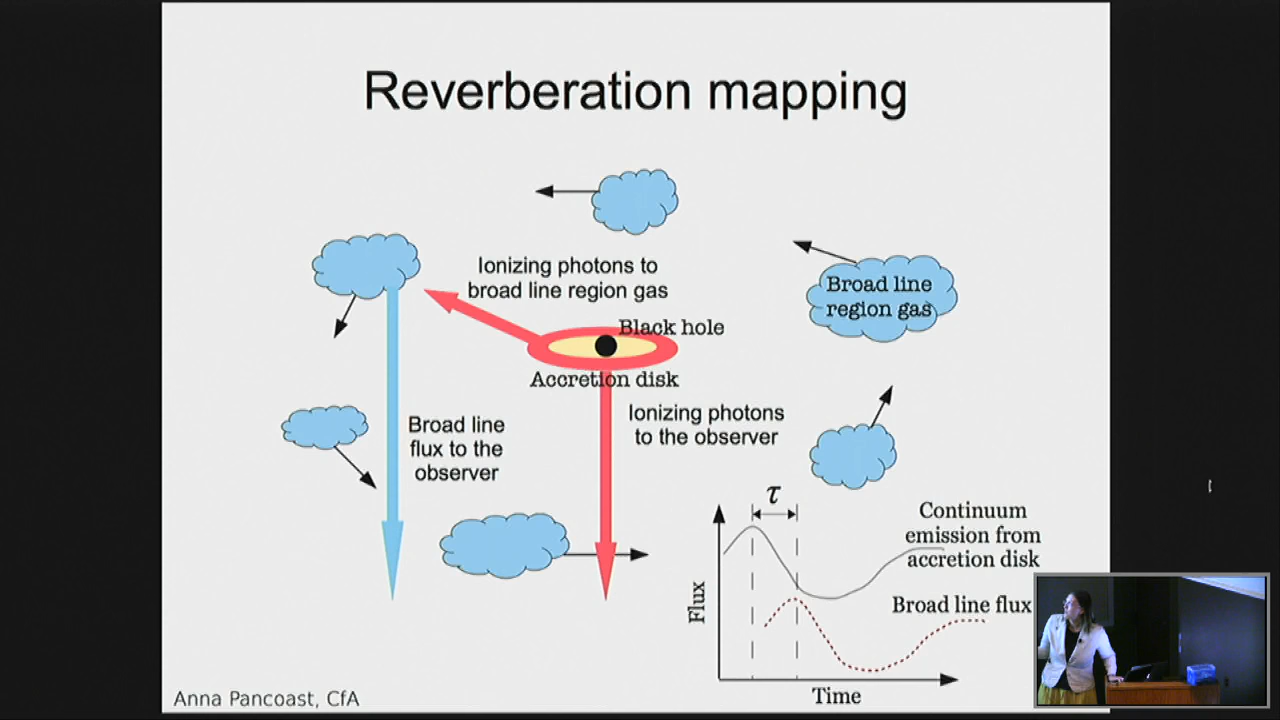 Reverberation mapping
Ionizing photons to
broad line region gas
Broad line
region gas
Black hole
Accretion disk
Broad line
flux to the
observer
Ionizing photons
to the observer
τ
Continuum
emission from
accretion disk
Broad line flux
Flux
Time
Anna Pancoast, CfA